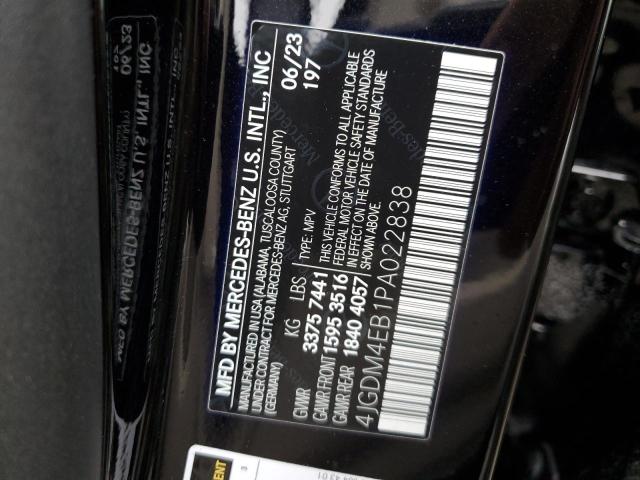 MFD BY MERCEDES-BENZ U.S. INTL., INC
MANUFACTURED IN USA (ALABAMA, TUSCALOOSA COUNTY)
UNDER CONTRACT FOR MERCEDES-BENZ AG, STUTTGART
(GERMANY)
06/23
197
KG LBS TYPE: MPV
GWWR 3375 7441
GAWR FRONT 1595 3516
GAWR REAR 1840 4057
THIS VEHICLE CONFORMS TO ALL APPLICABLE
FEDERAL MOTOR VEHICLE SAFETY STANDARDS
IN EFFECT ON THE DATE OF MANUFACTURE
SHOWN ABOVE.
4JGDM4EB1PA022838